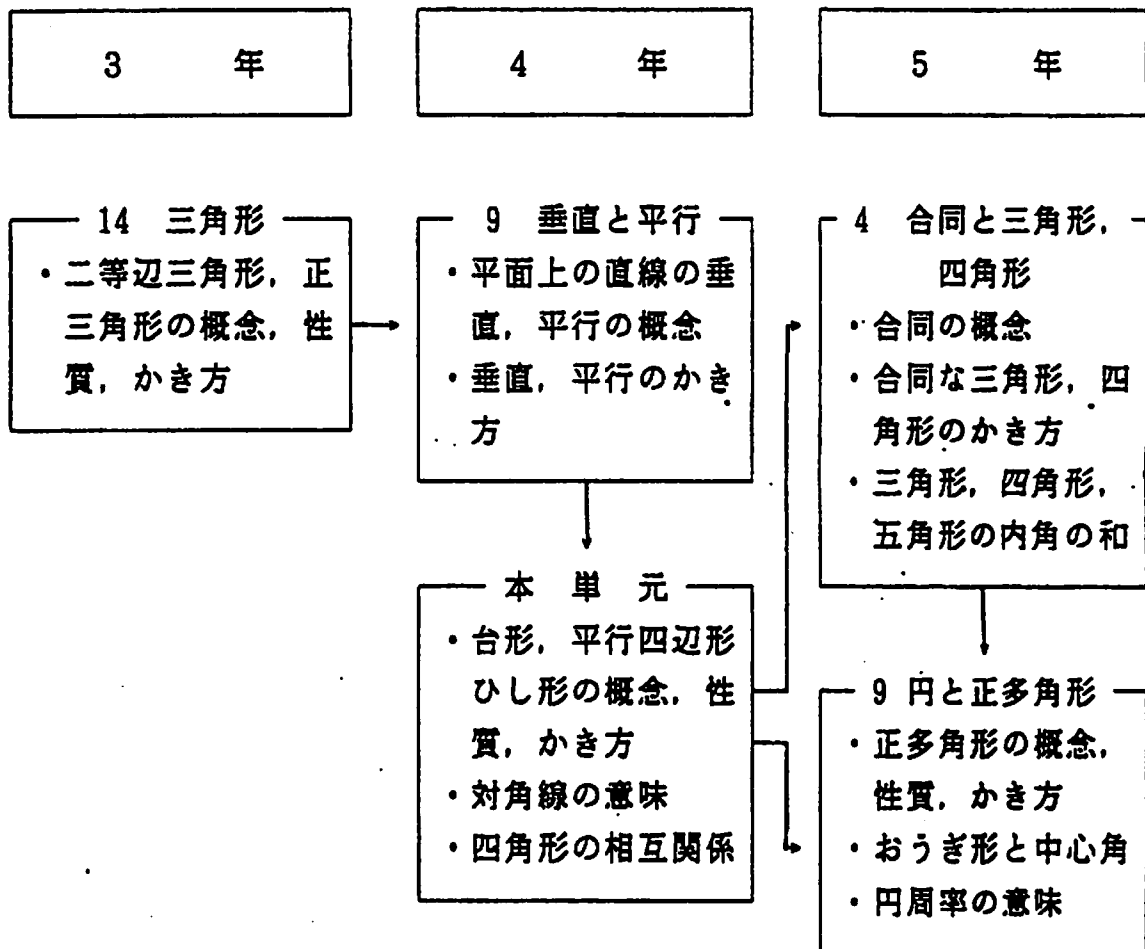 3 年
4 年
5 年
14 三角形
・二等辺三角形，正
三角形の概念，性
質，かき方
9 垂直と平行
・平面上の直線の垂
直，平行の概念
・垂直，平行のかき
方
本 単 元
・台形，平行四辺形
ひし形の概念，性
質，かき方
・対角線の意味
・四角形の相互関係
4 合同と三角形，
四角形
・合同の概念
・合同な三角形，四
角形のかき方
・三角形，四角形，
五角形の内角の和
9 円と正多角形
・正多角形の概念，
性質，かき方
・おうぎ形と中心角
・円周率の意味